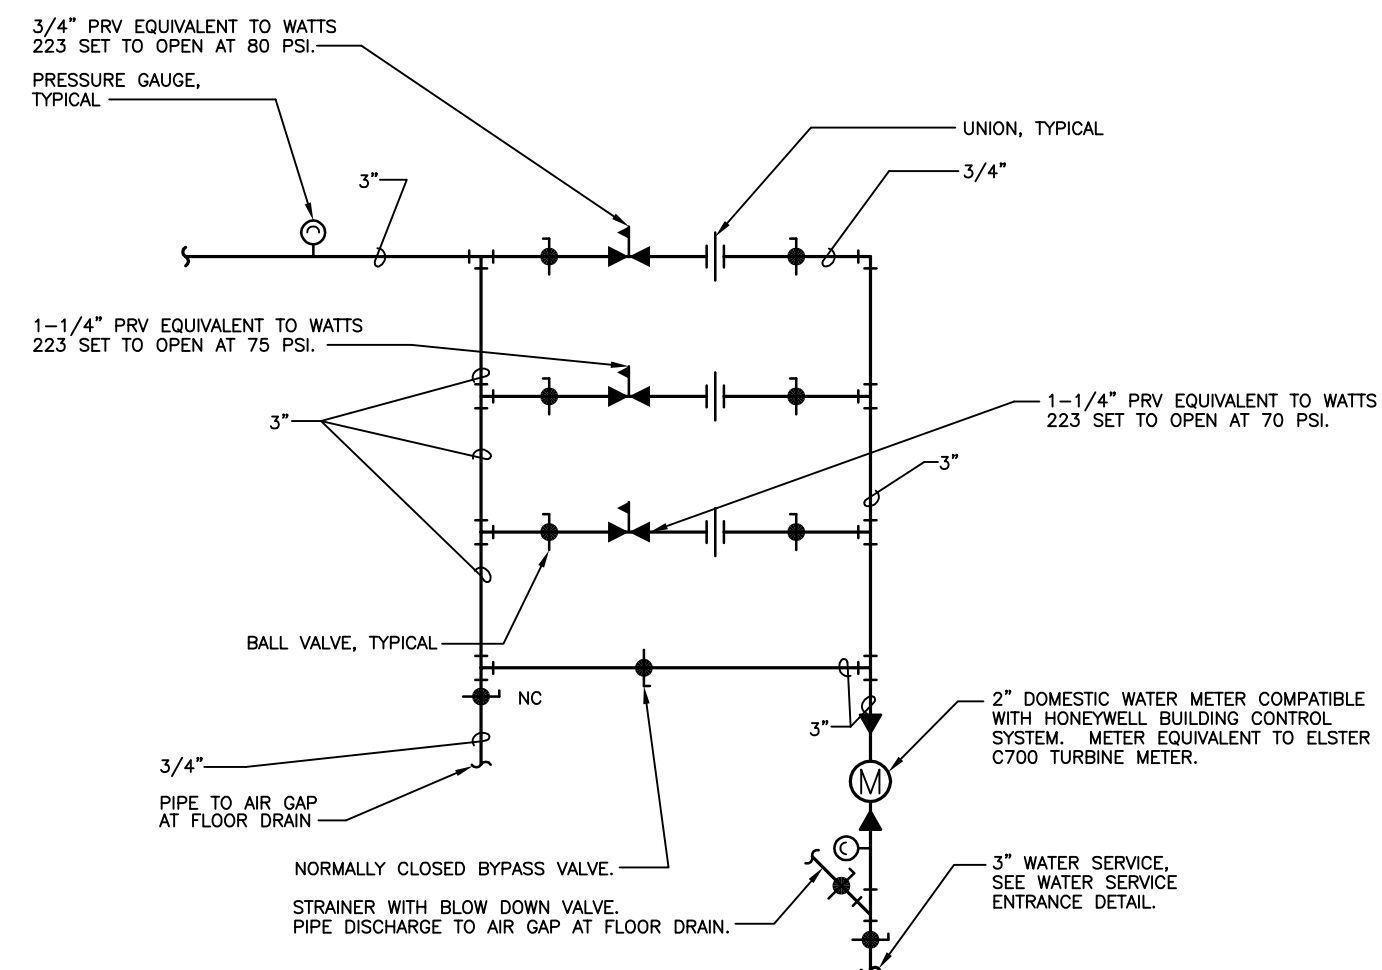 3/4” PRV EQUIVALENT TO WATTS
223 SET TO OPEN AT 80 PSI.
PRESSURE GAUGE,
TYPICAL
3”
UNION, TYPICAL
3/4”
1-1/4” PRV EQUIVALENT TO WATTS
223 SET TO OPEN AT 75 PSI.
3”
1-1/4” PRV EQUIVALENT TO WATTS
223 SET TO OPEN AT 70 PSI.
3”
BALL VALVE, TYPICAL
NC
3”
2” DOMESTIC WATER METER COMPATIBLE
WITH HONEYWELL BUILDING CONTROL
SYSTEM. METER EQUIVALENT TO ELSTER
C700 TURBINE METER.
M
3/4”
PIPE TO AIR GAP
AT FLOOR DRAIN
NORMALLY CLOSED BYPASS VALVE.
3” WATER SERVICE,
SEE WATER SERVICE
ENTRANCE DETAIL.
STRAINER WITH BLOW DOWN VALVE.
PIPE DISCHARGE TO AIR GAP AT FLOOR DRAIN.